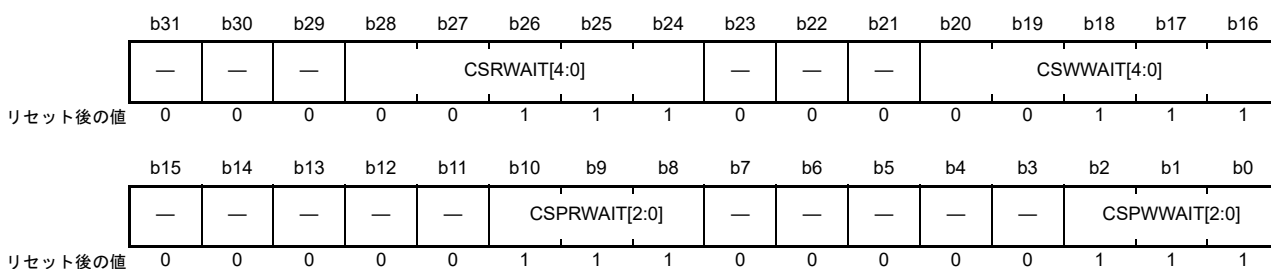 b31 b30 b29 b28 b27 b26 b25 b24 b23 b22 b21 b20 b19 b18 b17 b16
— — — CSRWAIT[4:0] — — — CSWWAIT[4:0]
リセット後の値 0 0 0 0 0 1 1 1 0 0 0 0 0 1 1 1
b15 b14 b13 b12 b11 b10 b9 b8 b7 b6 b5 b4 b3 b2 b1 b0
— — — — — CSPRWAIT[2:0] — — — — — CSPWWAIT[2:0]
リセット後の値 0 0 0 0 0 1 1 1 0 0 0 0 0 1 1 1